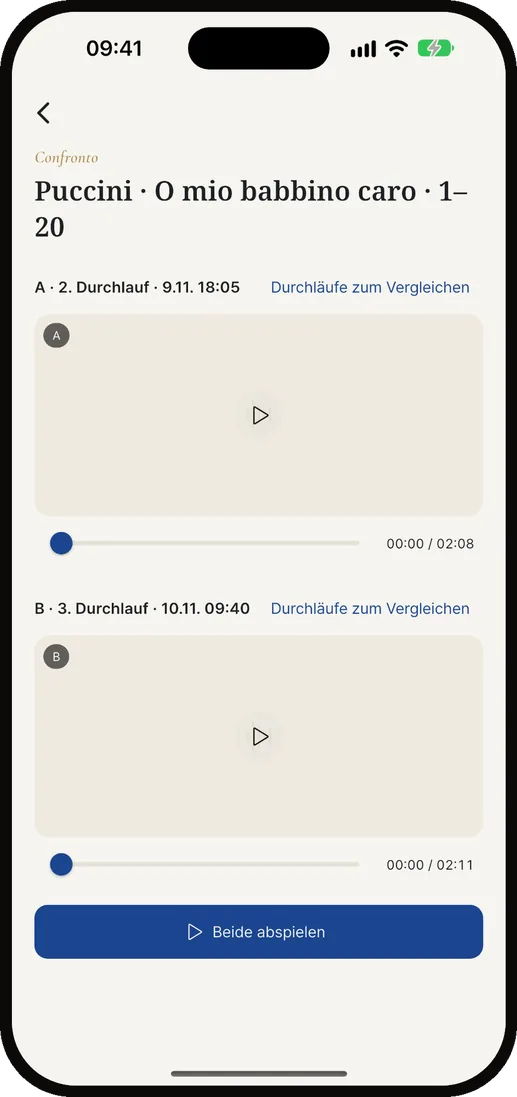 09:41
Confronto
Puccini · O mio babbino caro · 1–
20
A · 2. Durchlauf · 9.11. 18:05 Durchläufe zum Vergleichen
A
00:00 / 02:08
B · 3. Durchlauf · 10.11. 09:40 Durchläufe zum Vergleichen
B
00:00 / 02:11
Beide abspielen